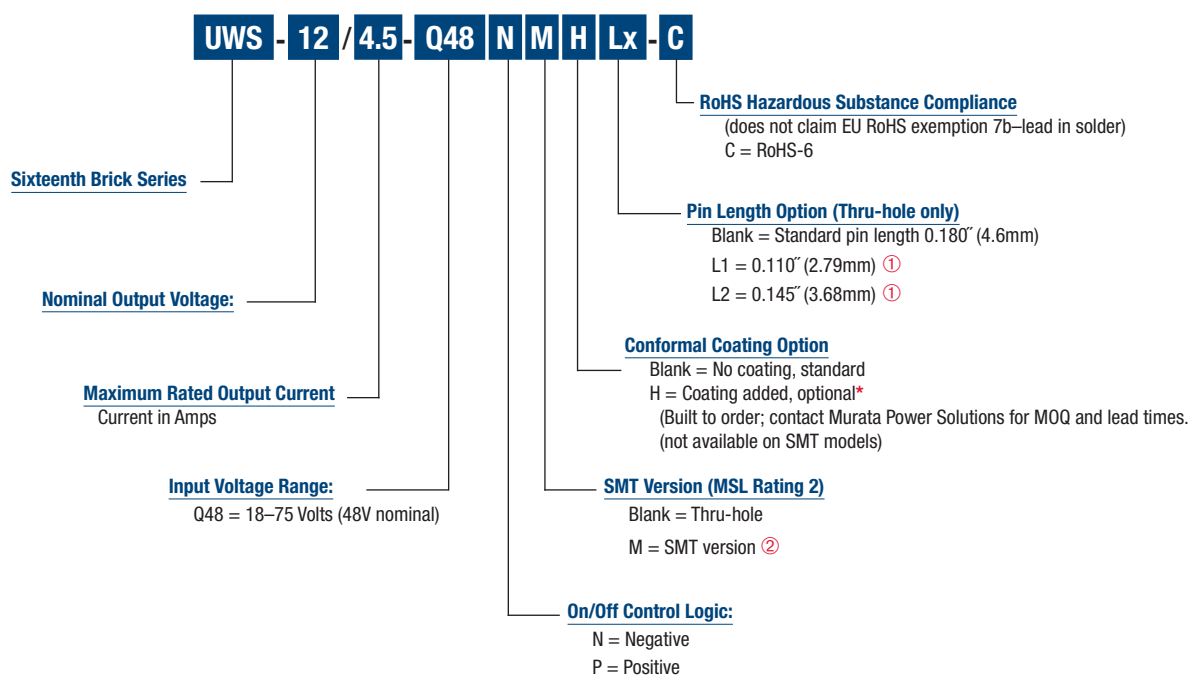 UWS - 12 / 4.5 - Q48 N M H Lx - C
RoHS Hazardous Substance Compliance
(does not claim EU RoHS exemption 7b–lead in solder)
C = RoHS-6
Sixteenth Brick Series
Pin Length Option (Thru-hole only)
Blank = Standard pin length 0.180˝ (4.6mm)
L1 = 0.110˝ (2.79mm) ①
L2 = 0.145˝ (3.68mm) ①
Nominal Output Voltage:
Conformal Coating Option
Blank = No coating, standard
H = Coating added, optional*
(Built to order; contact Murata Power Solutions for MOQ and lead times.
(not available on SMT models)
Maximum Rated Output Current
Current in Amps
Input Voltage Range:
Q48 = 18–75 Volts (48V nominal)
SMT Version (MSL Rating 2)
Blank = Thru-hole
M = SMT version ②
On/Off Control Logic:
N = Negative
P = Positive